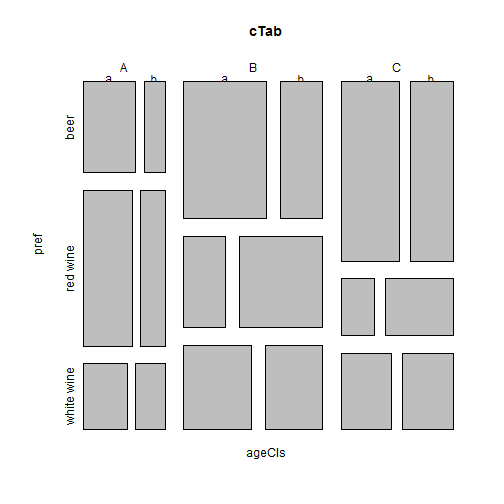 cTab
A B C
a b a b a b
beer
red wine
white wine
pref
ageCls